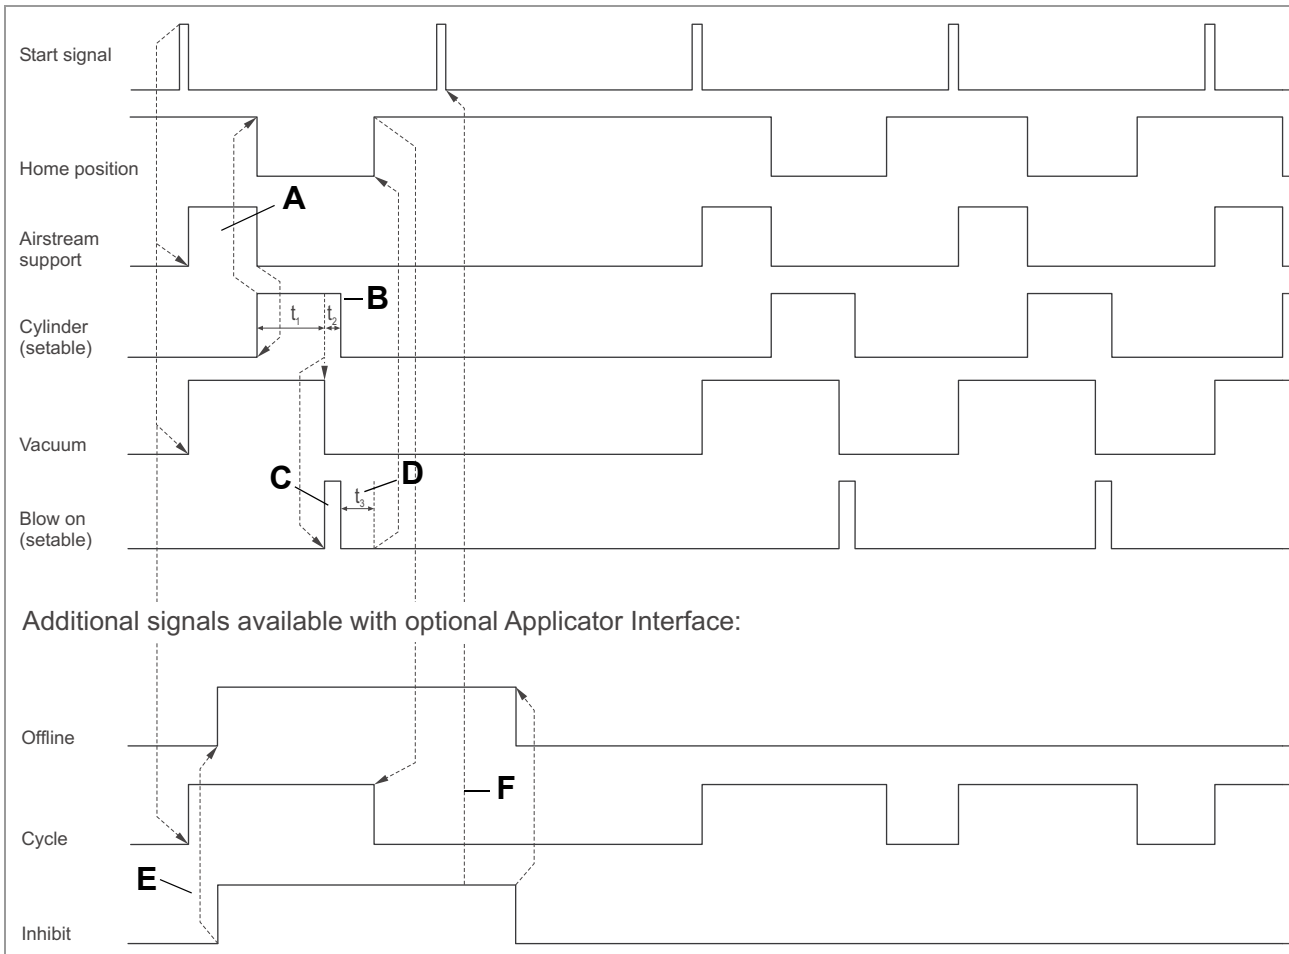 Start signal
Home position
A
Airstream
support
B
Cylinder
(setable)
t1
t2
Vacuum
C
D
t3
Blow on
(setable)
Additional signals available with optional Applicator Interface:
Offline
F
Cycle
E
Inhibit